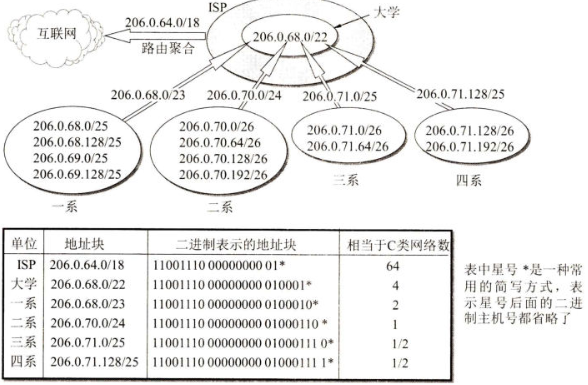 ISP
206.0.64.0/18
大学
互联网
206.0.68.0/22
路由聚合
206.0.68.0/23
206.0.70.0/24
206.0.71.0/25
206.0.71.128/25
206.0.68.0/25
206.0.68.128/25
206.0.69.0/25
206.0.69.128/25
206.0.70.0/26
206.0.70.64/26
206.0.70.128/26
206.0.70.192/26
206.0.71.0/26
206.0.71.64/26
206.0.71.128/26
206.0.71.192/26
一系
二系
三系
四系
单位 地址块 二进制表示的地址块 相当于C类网络数
ISP 206.0.64.0/18 11001110 00000000 01* 64
大学 206.0.68.0/22 11001110 00000000 010001* 4
一系 206.0.68.0/23 11001110 00000000 0100010* 2
二系 206.0.70.0/24 11001110 00000000 01000110 * 1
三系 206.0.71.0/25 11001110 00000000 01000111 0* 1/2
四系 206.0.71.128/25 11001110 00000000 01000111 1* 1/2
表中星号 *是一种常
用的简写方式，表
示星号后面的二进
制主机号都省略了